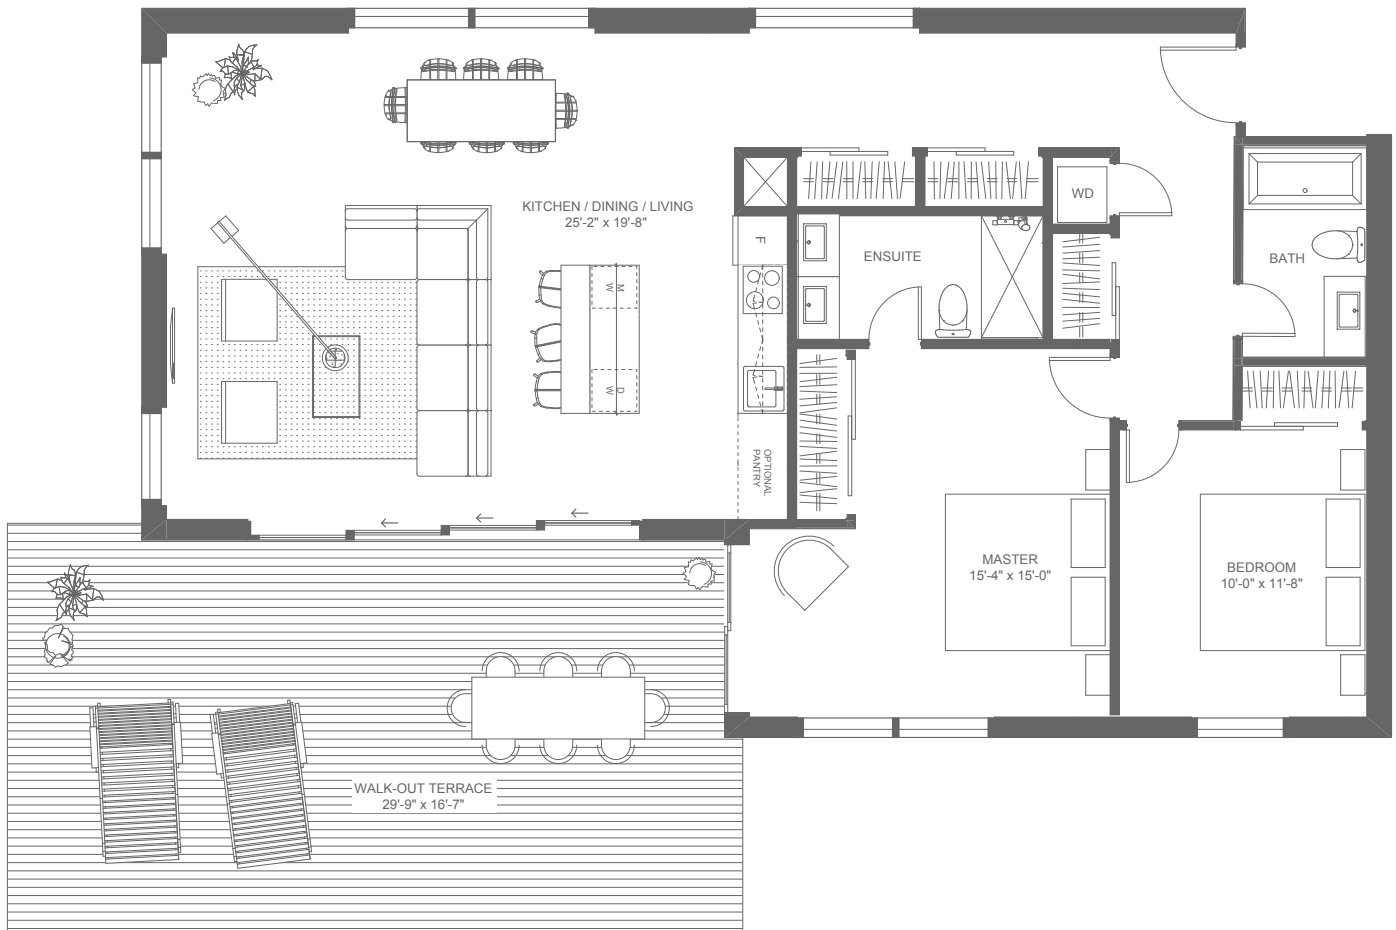 KITCHEN / DINING / LIVING
25'-2" x 19'-8"
WD
F
ENSUITE
BATH
M
W
D
W
OPTIONAL
PANTRY
MASTER
15'-4" x 15'-0"
BEDROOM
10'-0" x 11'-8"
WALK-OUT TERRACE
29'-9" x 16'-7"